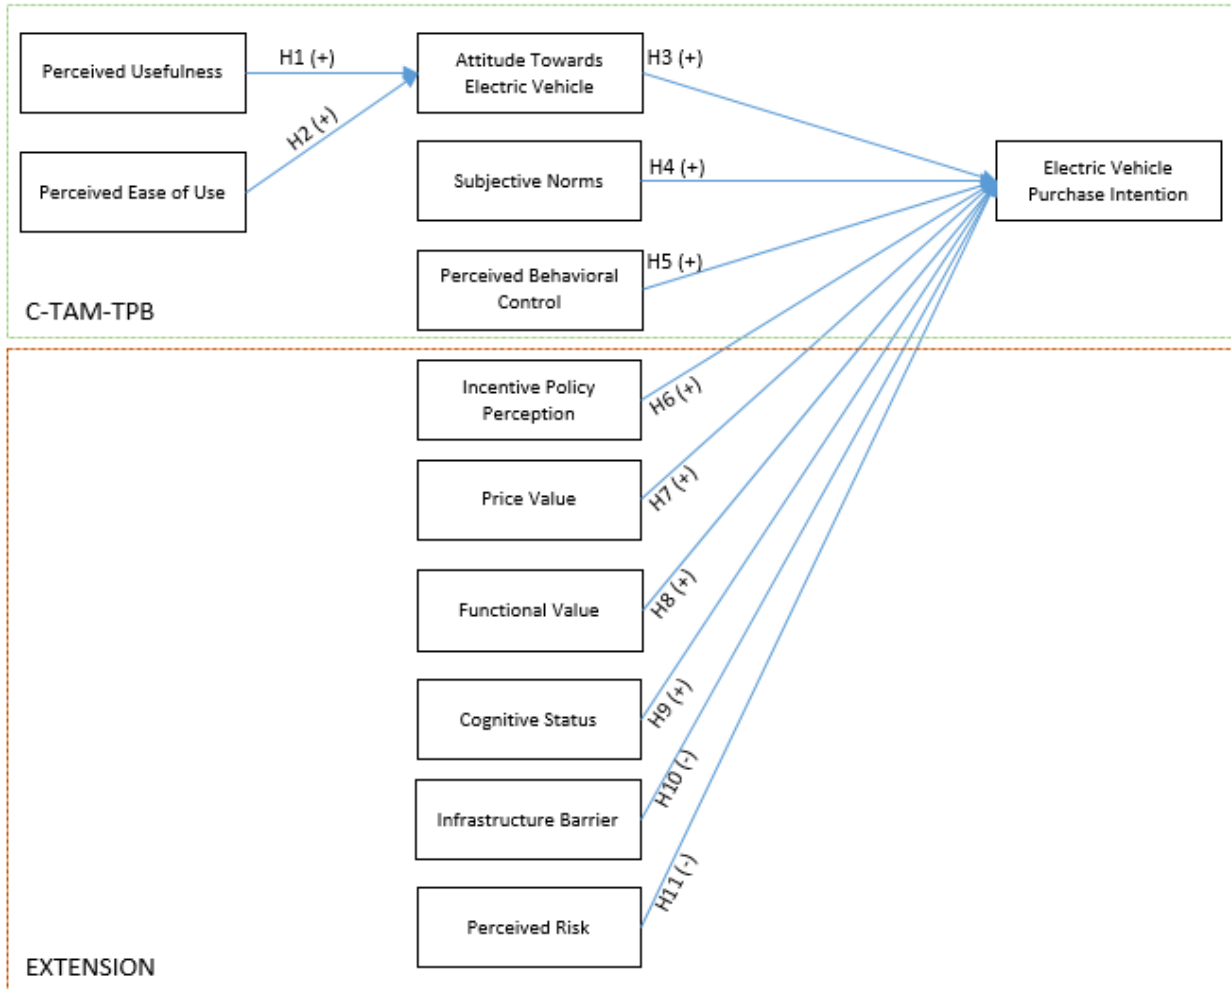 Perceived Usefulness
H1 (+)
Attitude Towards
Electric Vehicle
H3 (+)
H2 (+)
Perceived Ease of Use
Subjective Norms
H4 (+)
Electric Vehicle
Purchase Intention
Perceived Behavioral
Control
H5 (+)
C-TAM-TPB
Incentive Policy
Perception
H6 (+)
Price Value
H7 (+)
Functional Value
H8 (+)
Cognitive Status
H9 (+)
Infrastructure Barrier
H10 (-)
Perceived Risk
H11 (-)
EXTENSION